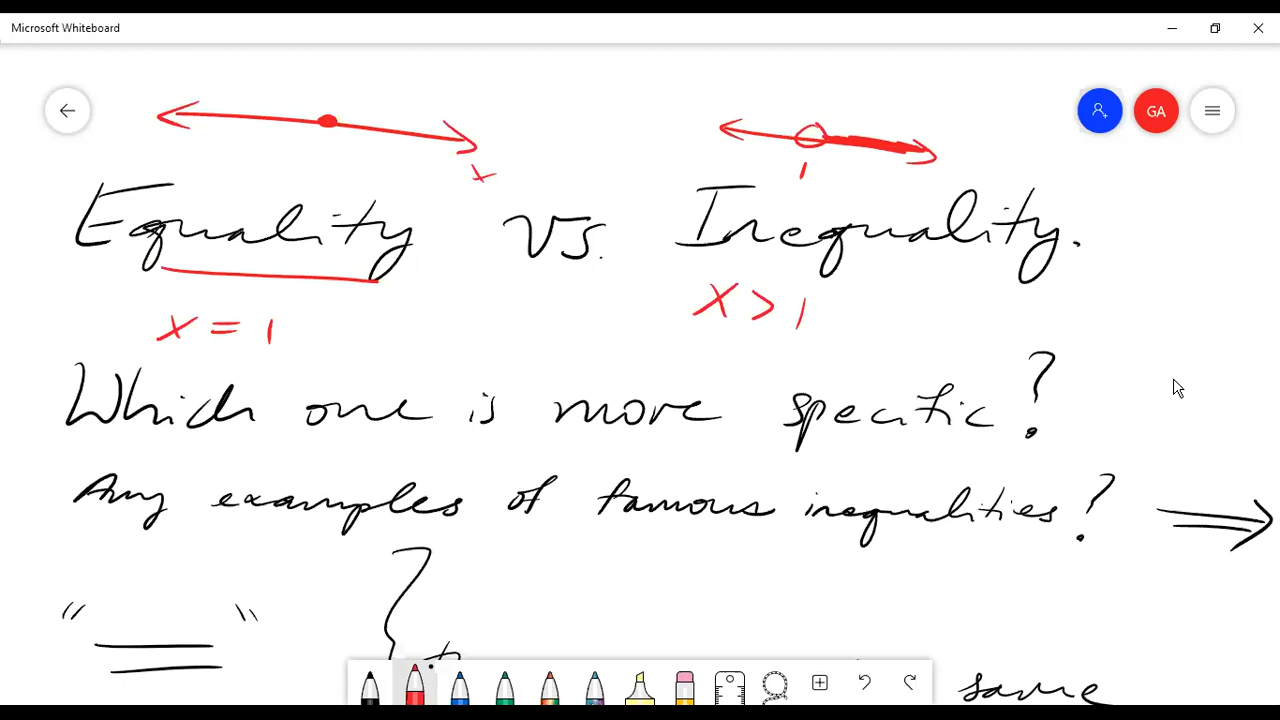 Microsoft Whiteboard
GA
x
1
Equality vs. Inequality.
x = 1
x > 1
Which one is more specific?
Any examples of famous inequalities? ⟹
" = "
same